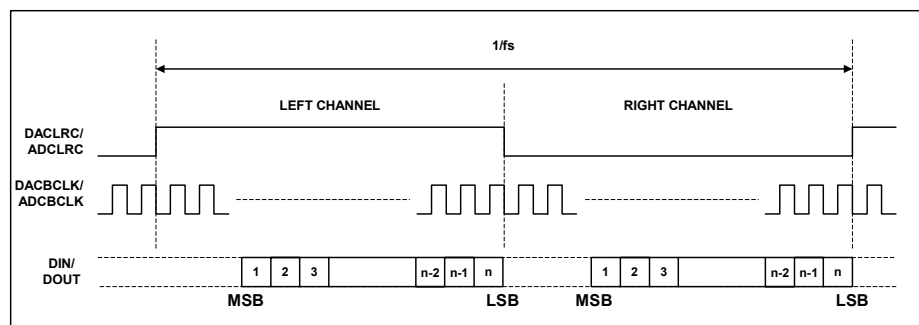 1/fs
LEFT CHANNEL
RIGHT CHANNEL
DACLRC/
ADCLRC
DACBCLK/
ADCBCLK
DIN/
DOUT
1 2 3 n-2 n-1 n 1 2 3 n-2 n-1 n
MSB LSB MSB LSB